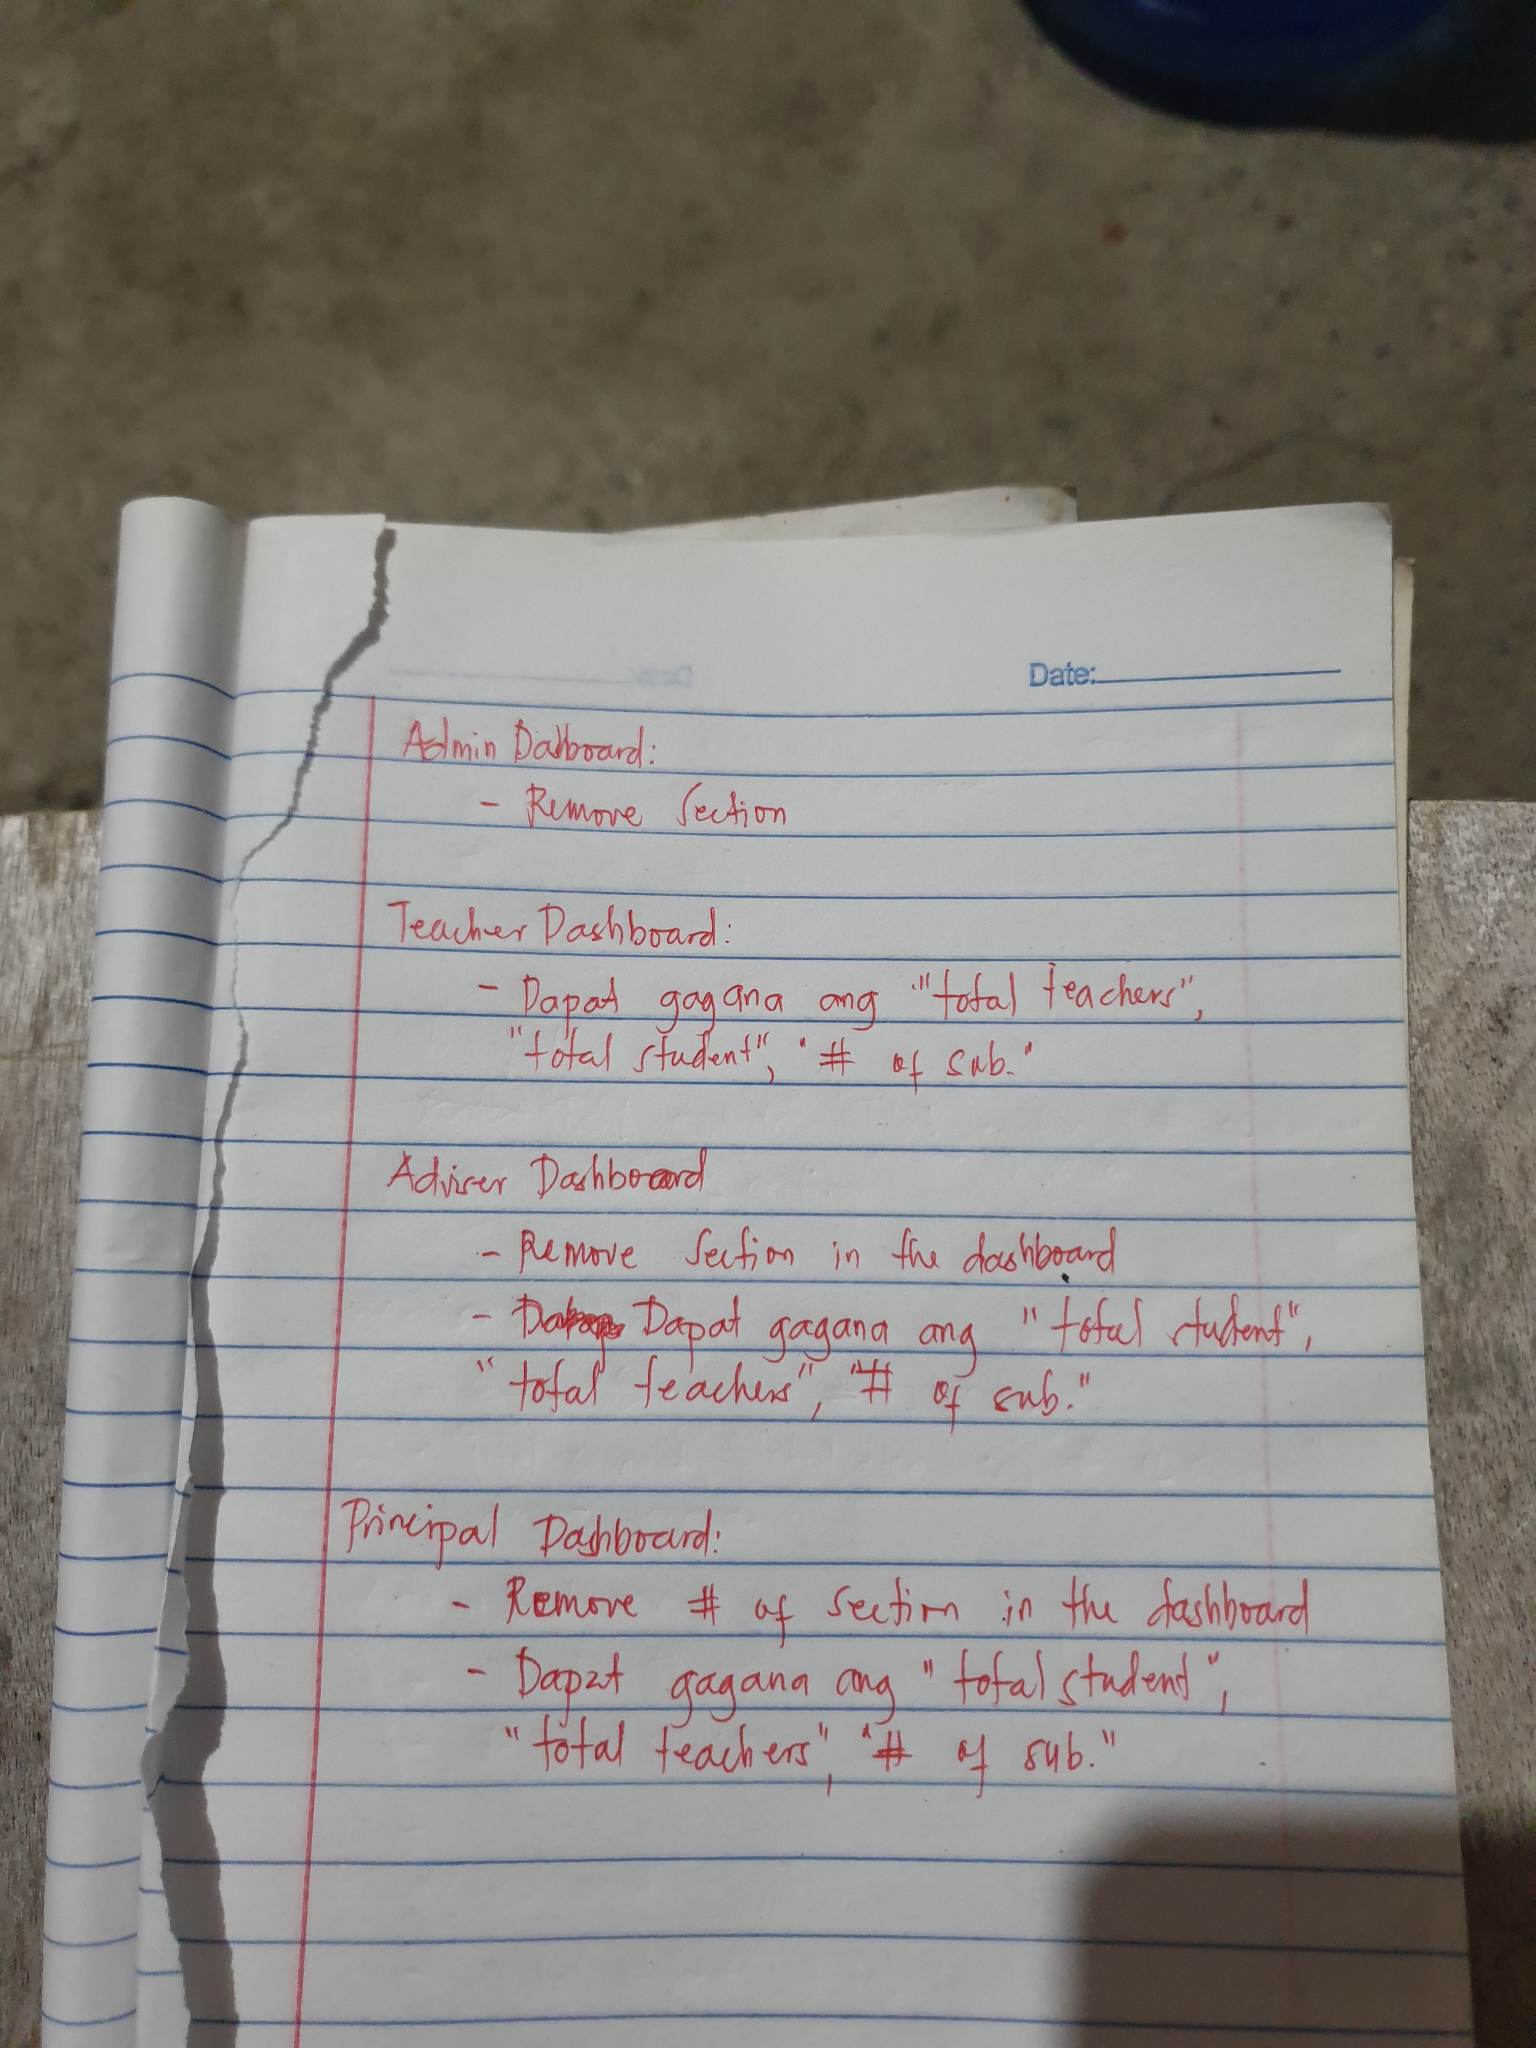 Date:
Admin Dashboard:
- Remove Section
Teacher Dashboard:
- Dapat gagana ang "total teachers",
"total student", "# of sub."
Adviser Dashboard
- Remove Section in the dashboard
- Dapat gagana ang "total student",
"total teachers", "# of sub."
Principal Dashboard:
- Remove # of section in the dashboard
- Dapat gagana ang "total student",
"total teachers", "# of sub."